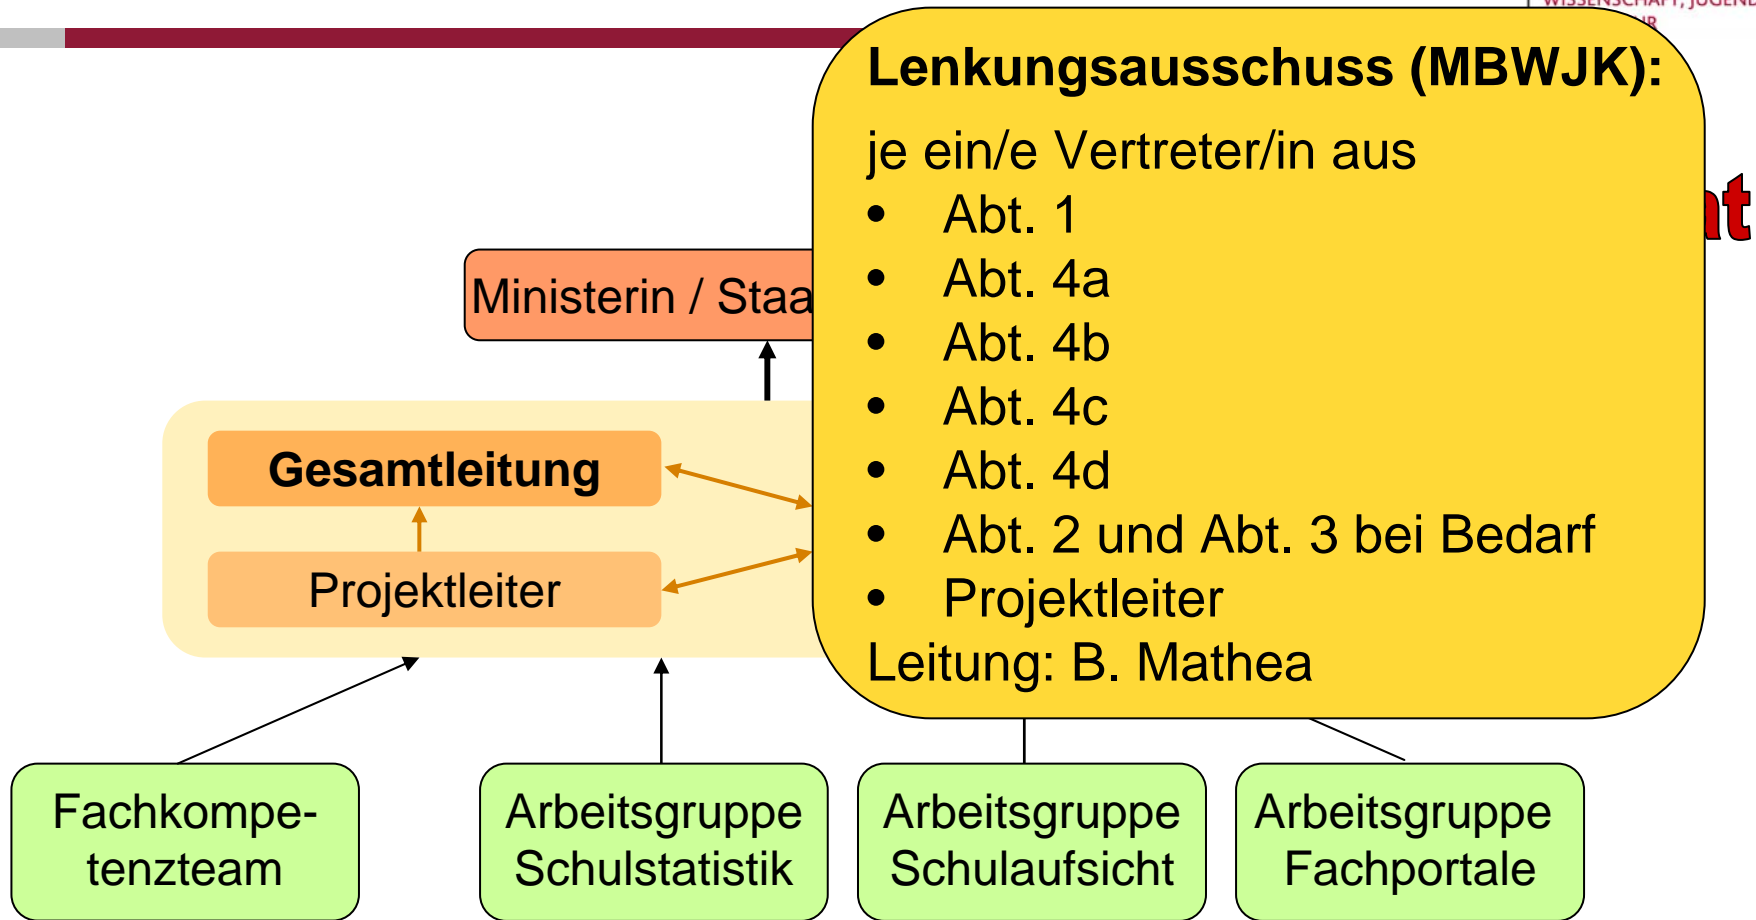 WISSENSCHAFT, JUGEND
Lenkungsausschuss (MBWJK):
je ein/e Vertreter/in aus
• Abt. 1
• Abt. 4a
• Abt. 4b
• Abt. 4c
• Abt. 4d
• Abt. 2 und Abt. 3 bei Bedarf
• Projektleiter
Leitung: B. Mathea
Ministerin / Staa
Gesamtleitung
Projektleiter
Fachkompe-
tenzteam
Arbeitsgruppe
Schulstatistik
Arbeitsgruppe
Schulaufsicht
Arbeitsgruppe
Fachportale